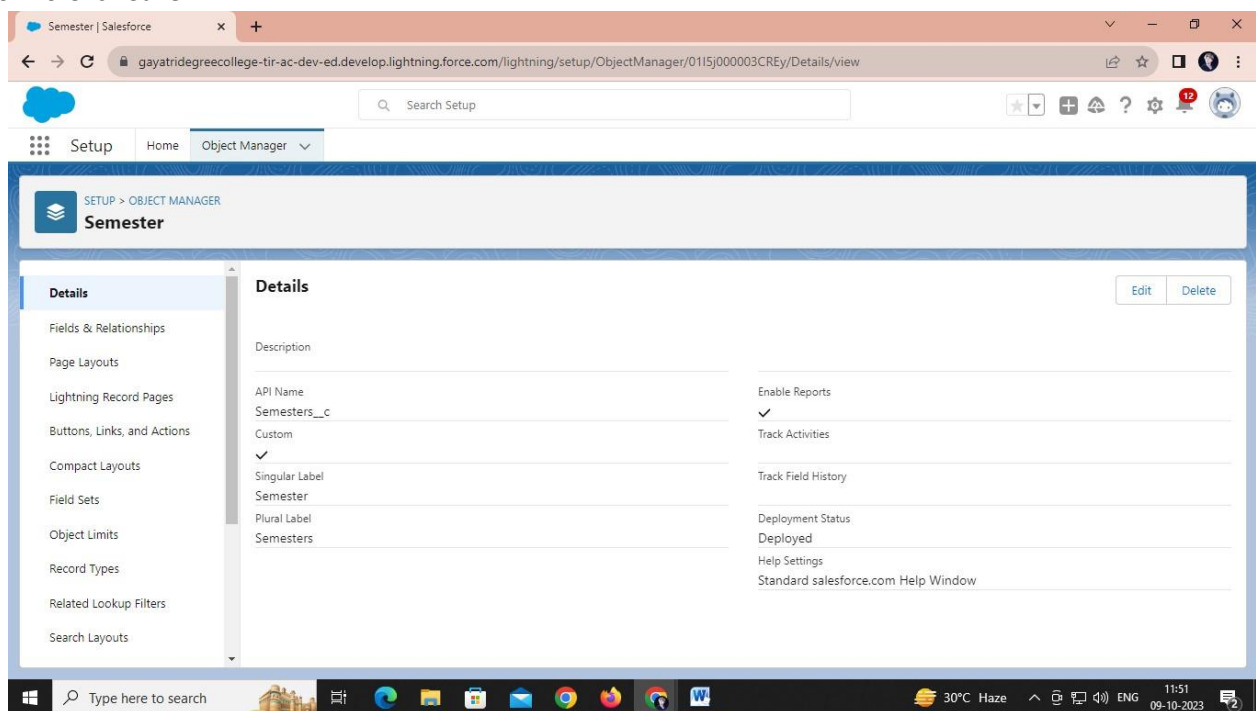 Semester | Salesforce
gayatridegreecollege-tir-ac-dev-ed.develop.lightning.force.com/lightning/setup/ObjectManager/01I5j000003CREy/Details/view
Search Setup
12
Setup Home Object Manager
SETUP > OBJECT MANAGER
Semester
Details
Fields & Relationships
Page Layouts
Lightning Record Pages
Buttons, Links, and Actions
Compact Layouts
Field Sets
Object Limits
Record Types
Related Lookup Filters
Search Layouts
Details
Edit Delete
Description
API Name
Semesters__c
Custom
Singular Label
Semester
Plural Label
Semesters
Enable Reports
Track Activities
Track Field History
Deployment Status
Deployed
Help Settings
Standard salesforce.com Help Window
Type here to search
30°C Haze
ENG
11:51
09-10-2023
2